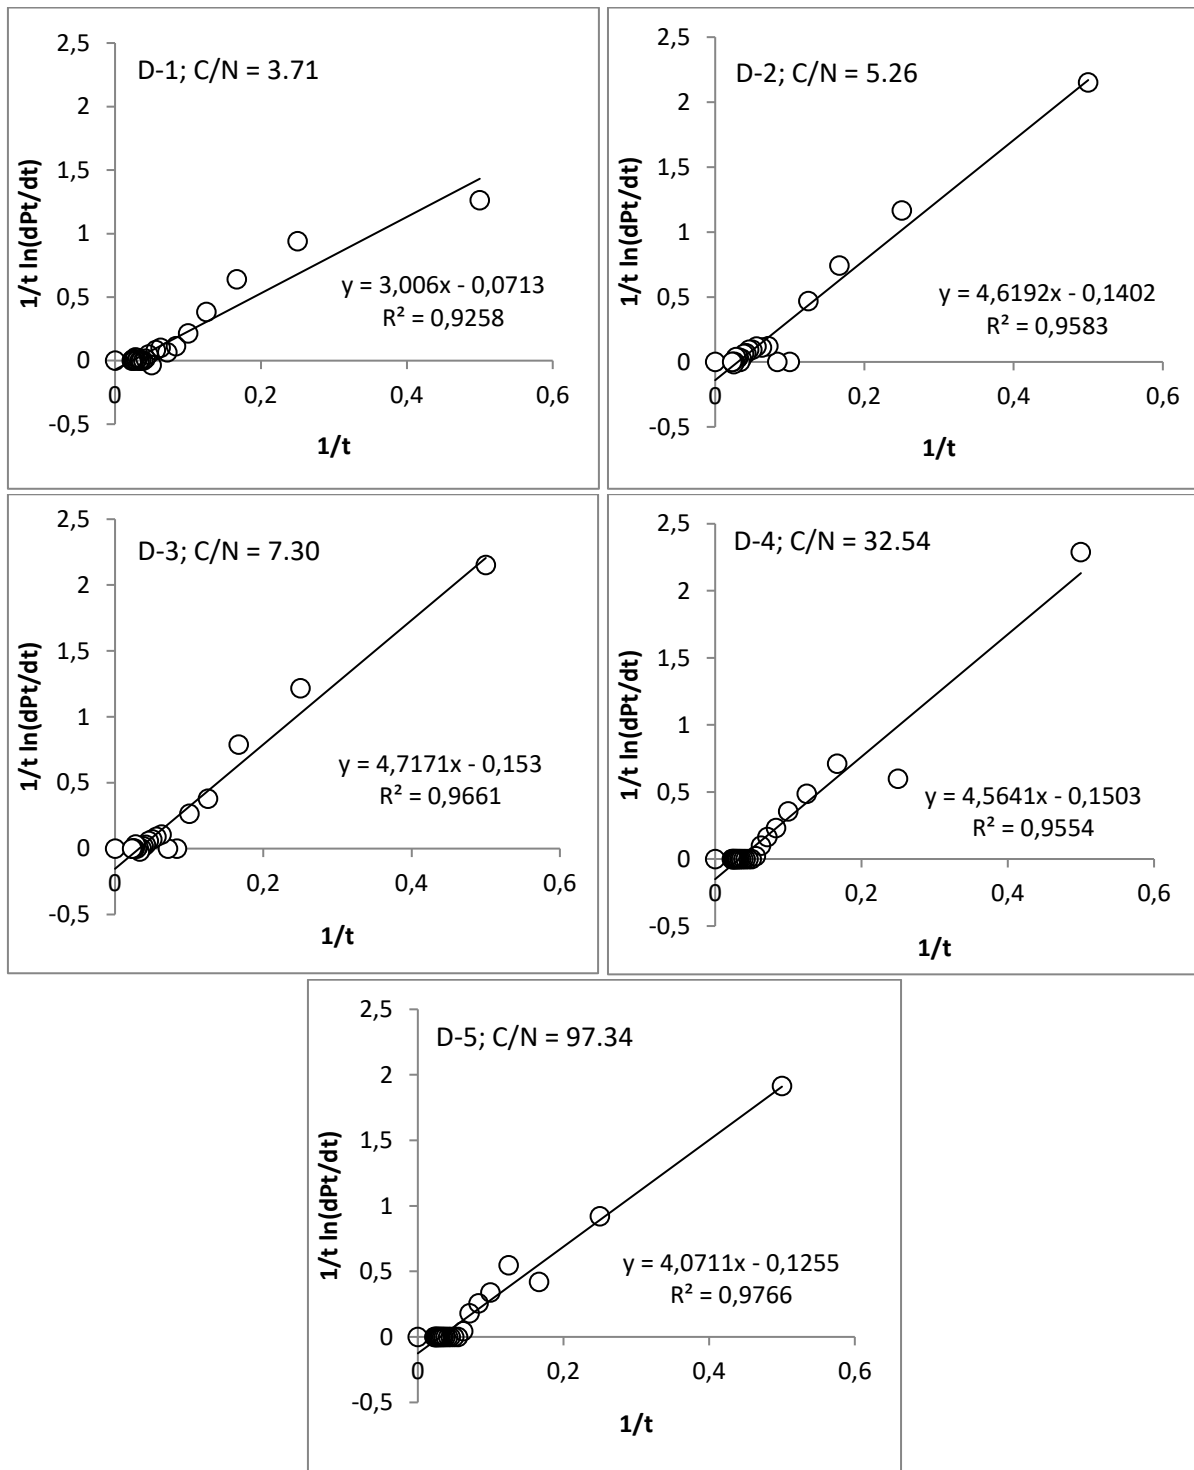 D-1; C/N = 3.71
2,5
2
1,5
1
0,5
0
-0,5
1/t ln(dPt/dt)
y = 3,006x - 0,0713
R² = 0,9258
0
0,2
0,4
0,6
1/t
D-2; C/N = 5.26
2,5
2
1,5
1
0,5
0
-0,5
1/t ln(dPt/dt)
y = 4,6192x - 0,1402
R² = 0,9583
0
0,2
0,4
0,6
1/t
D-3; C/N = 7.30
2,5
2
1,5
1
0,5
0
-0,5
1/t ln(dPt/dt)
y = 4,7171x - 0,153
R² = 0,9661
0
0,2
0,4
0,6
1/t
D-4; C/N = 32.54
2,5
2
1,5
1
0,5
0
-0,5
1/t ln(dPt/dt)
y = 4,5641x - 0,1503
R² = 0,9554
0
0,2
0,4
0,6
1/t
D-5; C/N = 97.34
2,5
2
1,5
1
0,5
0
-0,5
1/t ln(dPt/dt)
y = 4,0711x - 0,1255
R² = 0,9766
0
0,2
0,4
0,6
1/t